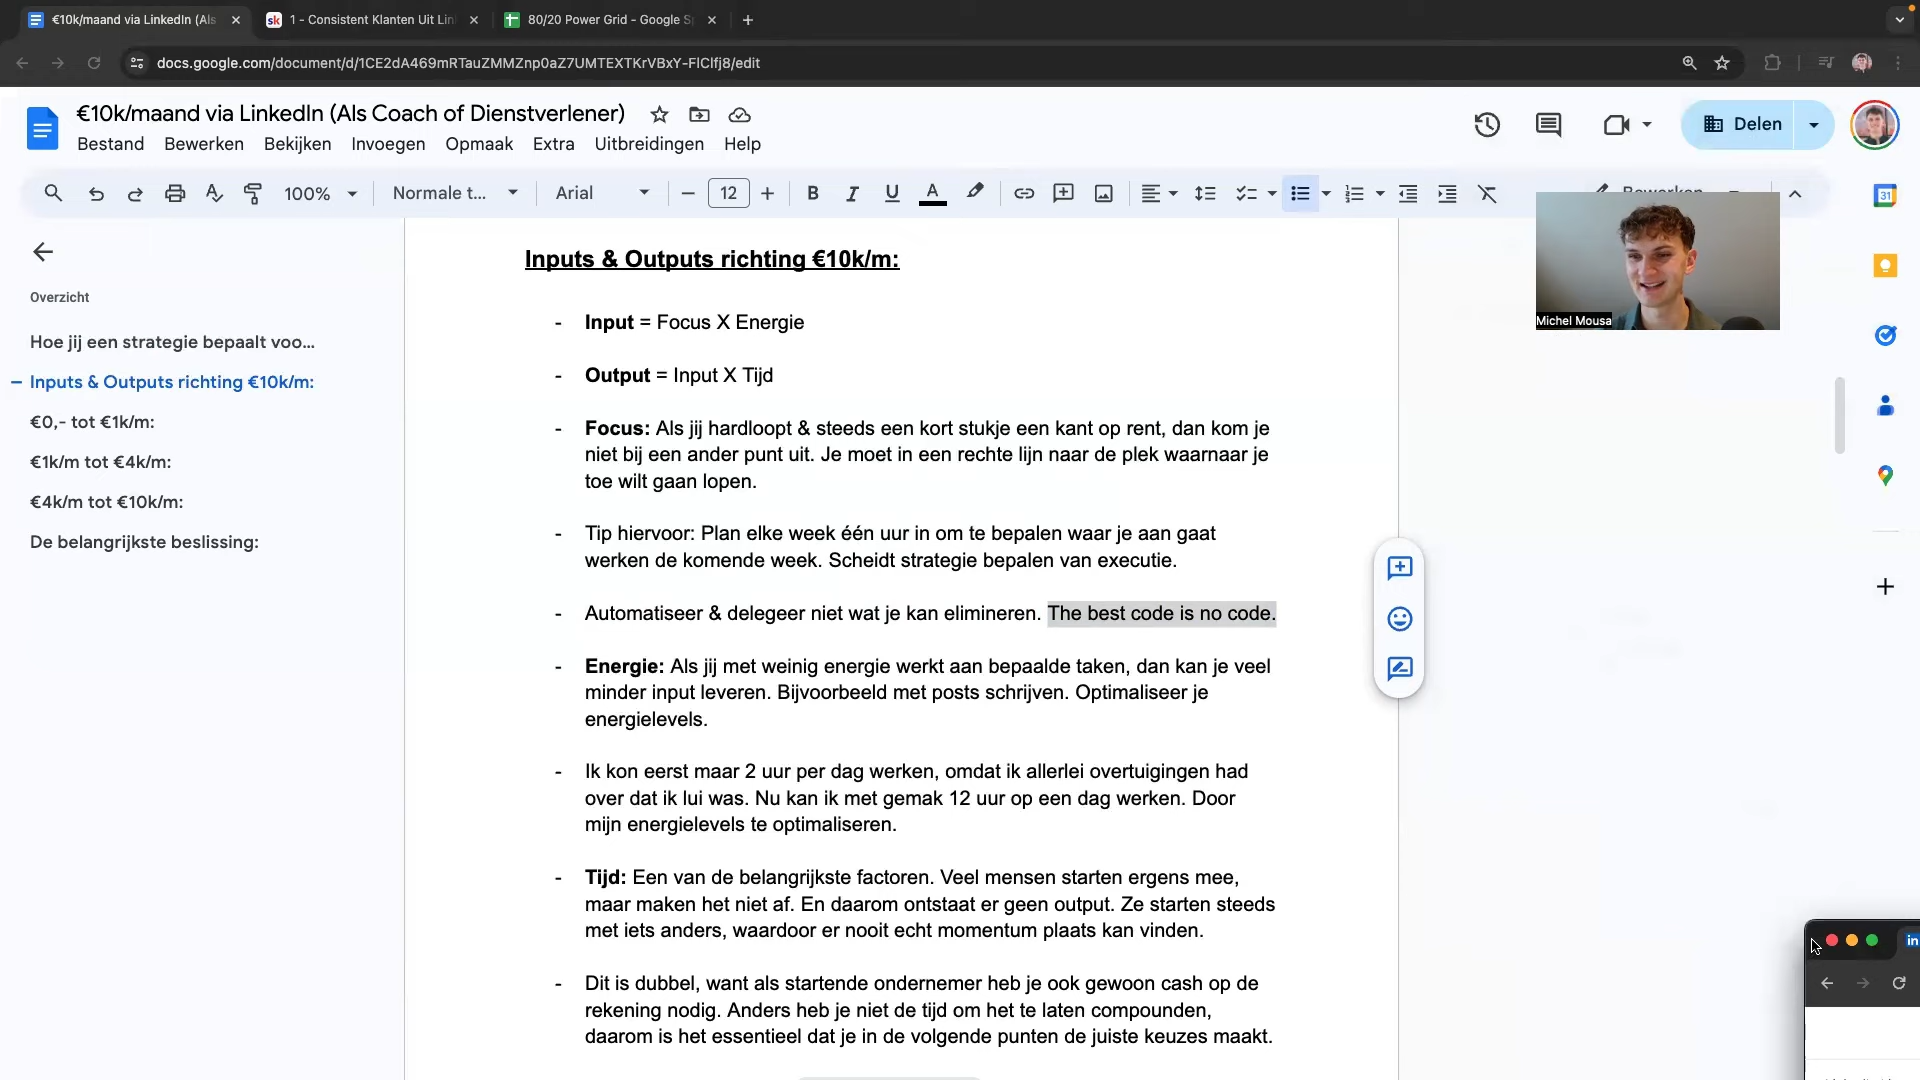 €10k/maand via LinkedIn (Als
1 - Consistent Klanten Uit Lin
80/20 Power Grid - Google S
docs.google.com/document/d/1CE2dA469mRTauZMMZnp0aZ7UMTEXTKrVBxY-FlClfj8/edit
€10k/maand via LinkedIn (Als Coach of Dienstverlener)
Bestand Bewerken Bekijken Invoegen Opmaak Extra Uitbreidingen Help
Delen
100% Normale t... Arial 12 B I U A
Bewerken
31
Michel Mousa
Overzicht
Hoe jij een strategie bepaalt voo...
Inputs & Outputs richting €10k/m:
€0,- tot €1k/m:
€1k/m tot €4k/m:
€4k/m tot €10k/m:
De belangrijkste beslissing:
Inputs & Outputs richting €10k/m:
- Input = Focus X Energie
- Output = Input X Tijd
- Focus: Als jij hardloopt & steeds een kort stukje een kant op rent, dan kom je
niet bij een ander punt uit. Je moet in een rechte lijn naar de plek waarnaar je
toe wilt gaan lopen.
- Tip hiervoor: Plan elke week één uur in om te bepalen waar je aan gaat
werken de komende week. Scheidt strategie bepalen van executie.
- Automatiseer & delegeer niet wat je kan elimineren. The best code is no code.
- Energie: Als jij met weinig energie werkt aan bepaalde taken, dan kan je veel
minder input leveren. Bijvoorbeeld met posts schrijven. Optimaliseer je
energielevels.
- Ik kon eerst maar 2 uur per dag werken, omdat ik allerlei overtuigingen had
over dat ik lui was. Nu kan ik met gemak 12 uur op een dag werken. Door
mijn energielevels te optimaliseren.
- Tijd: Een van de belangrijkste factoren. Veel mensen starten ergens mee,
maar maken het niet af. En daarom ontstaat er geen output. Ze starten steeds
met iets anders, waardoor er nooit echt momentum plaats kan vinden.
- Dit is dubbel, want als startende ondernemer heb je ook gewoon cash op de
rekening nodig. Anders heb je niet de tijd om het te laten compounden,
daarom is het essentieel dat je in de volgende punten de juiste keuzes maakt.
in